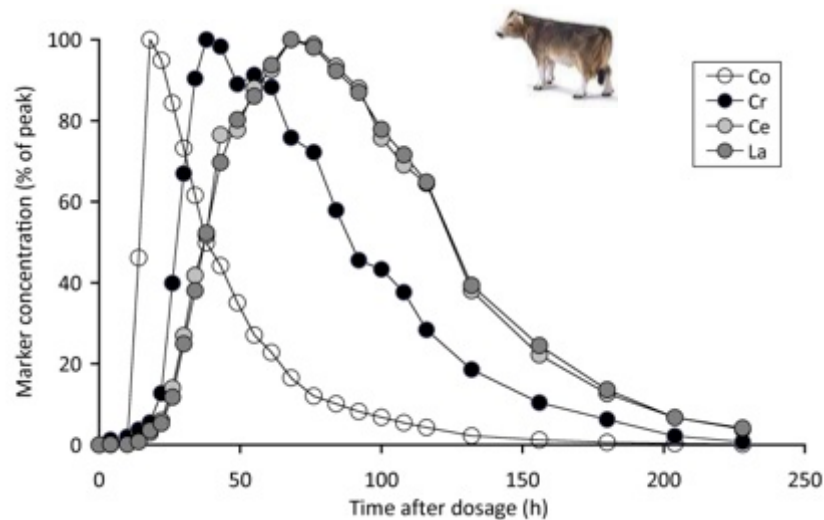 100
80
60
40
20
0
Marker concentration (% of peak)
Co
Cr
Ce
La
0 50 100 150 200 250
Time after dosage (h)